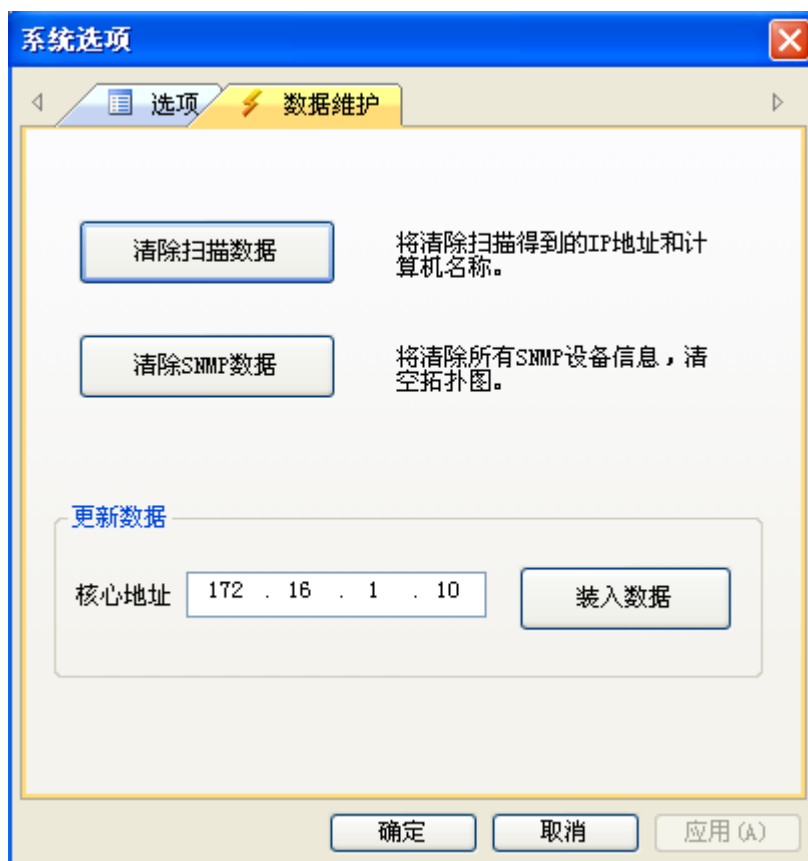 系统选项
选项
数据维护
清除扫描数据
将清除扫描得到的IP地址和计
算机名称。
清除SNMP数据
将清除所有SNMP设备信息，清
空拓扑图。
更新数据
核心地址
172 . 16 . 1 . 10
装入数据
确定
取消
应用(A)